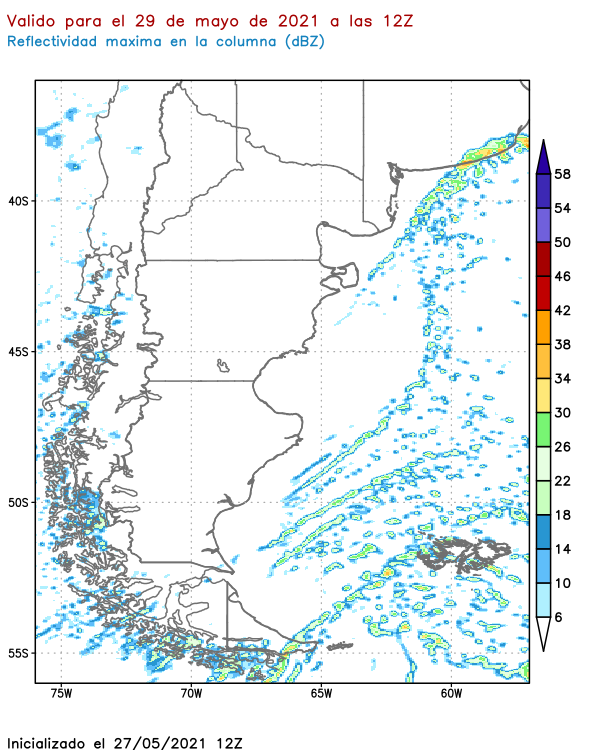 Valido para el 29 de mayo de 2021 a las 12Z
Reflectividad maxima en la columna (dBZ)
58
54
50
46
42
38
34
30
26
22
18
14
10
6
40S
45S
50S
55S
75W
70W
65W
60W
Inicializado el 27/05/2021 12Z